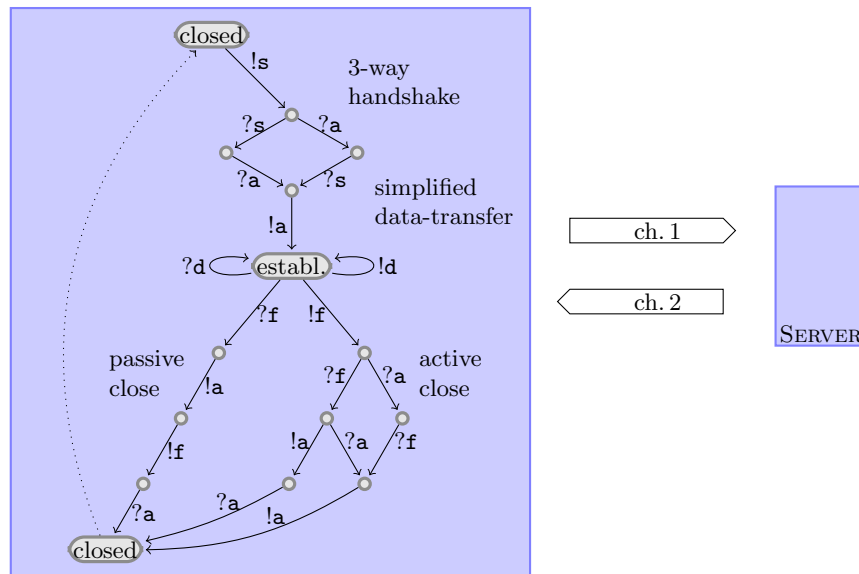 closed
!s
3-way
handshake
?s
?a
?a
?s
simplified
data-transfer
!a
ch. 1
?d
establ.
!d
ch. 2
?f
!f
SERVER
passive
close
!a
?f
?a
active
close
!f
!a
?a
?f
?a
?a
!a
closed